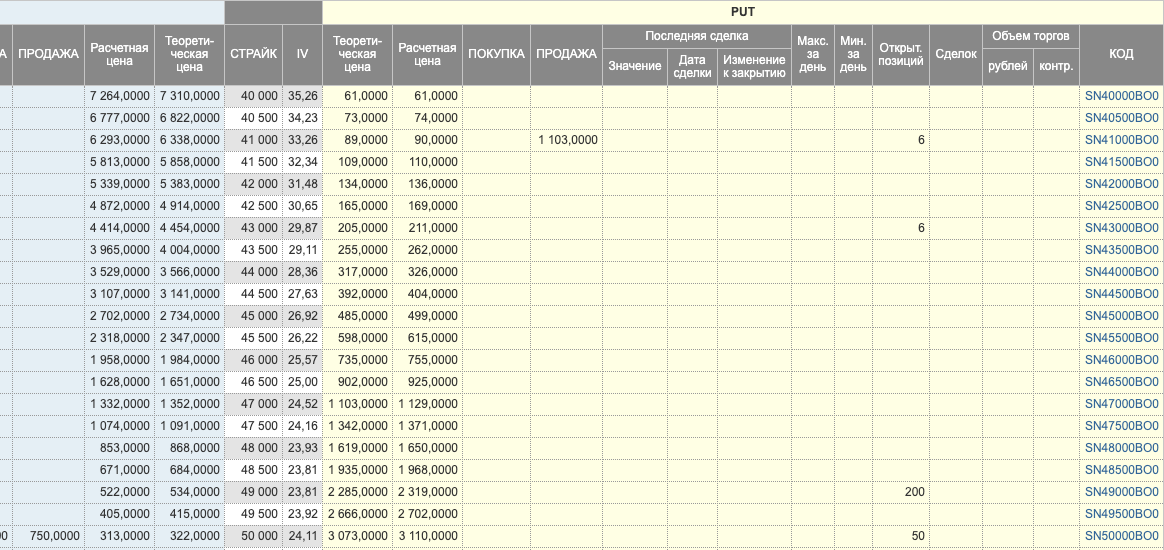 PUT
А ПРОДАЖА Расчетная цена Теорети-ческая цена СТРАЙК IV Теорети-ческая цена Расчетная цена ПОКУПКА ПРОДАЖА Последняя сделка Макс. за день Мин. за день Открыт. позиций Сделок Объем торгов КОД
Значение Дата сделки Изменение к закрытию рублей контр.
7 264,0000 7 310,0000 40 000 35,26 61,0000 61,0000 SN40000BO0
6 777,0000 6 822,0000 40 500 34,23 73,0000 74,0000 SN40500BO0
6 293,0000 6 338,0000 41 000 33,26 89,0000 90,0000 1 103,0000 6 SN41000BO0
5 813,0000 5 858,0000 41 500 32,34 109,0000 110,0000 SN41500BO0
5 339,0000 5 383,0000 42 000 31,48 134,0000 136,0000 SN42000BO0
4 872,0000 4 914,0000 42 500 30,65 165,0000 169,0000 SN42500BO0
4 414,0000 4 454,0000 43 000 29,87 205,0000 211,0000 6 SN43000BO0
3 965,0000 4 004,0000 43 500 29,11 255,0000 262,0000 SN43500BO0
3 529,0000 3 566,0000 44 000 28,36 317,0000 326,0000 SN44000BO0
3 107,0000 3 141,0000 44 500 27,63 392,0000 404,0000 SN44500BO0
2 702,0000 2 734,0000 45 000 26,92 485,0000 499,0000 SN45000BO0
2 318,0000 2 347,0000 45 500 26,22 598,0000 615,0000 SN45500BO0
1 958,0000 1 984,0000 46 000 25,57 735,0000 755,0000 SN46000BO0
1 628,0000 1 651,0000 46 500 25,00 902,0000 925,0000 SN46500BO0
1 332,0000 1 352,0000 47 000 24,52 1 103,0000 1 129,0000 SN47000BO0
1 074,0000 1 091,0000 47 500 24,16 1 342,0000 1 371,0000 SN47500BO0
853,0000 868,0000 48 000 23,93 1 619,0000 1 650,0000 SN48000BO0
671,0000 684,0000 48 500 23,81 1 935,0000 1 968,0000 SN48500BO0
522,0000 534,0000 49 000 23,81 2 285,0000 2 319,0000 200 SN49000BO0
405,0000 415,0000 49 500 23,92 2 666,0000 2 702,0000 SN49500BO0
00 750,0000 313,0000 322,0000 50 000 24,11 3 073,0000 3 110,0000 50 SN50000BO0